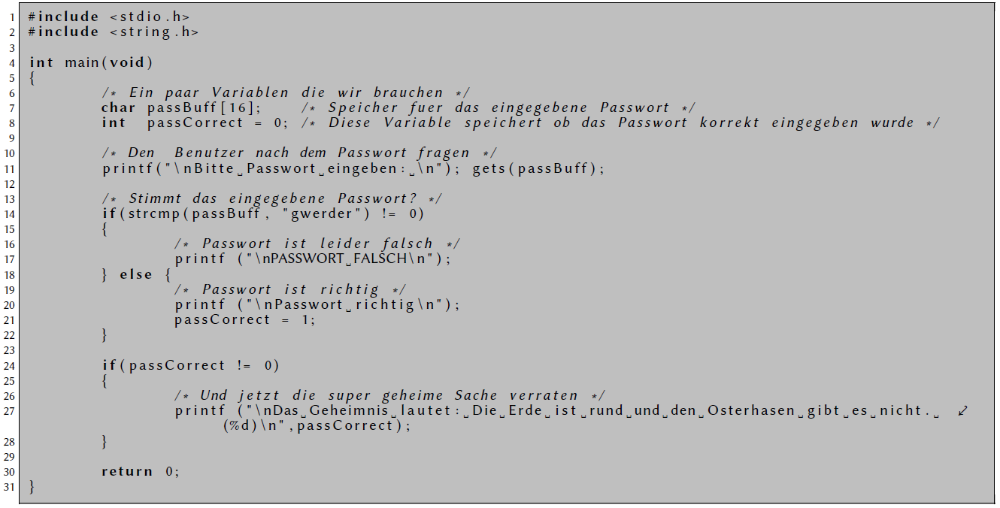 1 #include <stdio.h>
2 #include <string.h>
3
4 int main(void)
5 {
6 /* Ein paar Variablen die wir brauchen */
7 char passBuff[16]; /* Speicher fuer das eingegebene Passwort */
8 int passCorrect = 0; /* Diese Variable speichert ob das Passwort korrekt eingegeben wurde */
9
10 /* Den Benutzer nach dem Passwort fragen */
11 printf("\nBitte␣Passwort␣eingeben:␣\n"); gets(passBuff);
12
13 /* Stimmt das eingegebene Passwort? */
14 if(strcmp(passBuff, "gwerder") != 0)
15 {
16 /* Passwort ist leider falsch */
17 printf ("\nPASSWORT␣FALSCH\n");
18 } else {
19 /* Passwort ist richtig */
20 printf ("\nPasswort␣richtig\n");
21 passCorrect = 1;
22 }
23
24 if(passCorrect != 0)
25 {
26 /* Und jetzt die super geheime Sache verraten */
27 printf ("\nDas␣Geheimnis␣lautet:␣Die␣Erde␣ist␣rund␣und␣den␣Osterhasen␣gibt␣es␣nicht.␣ ⤦
(%d)\n",passCorrect);
28 }
29
30 return 0;
31 }